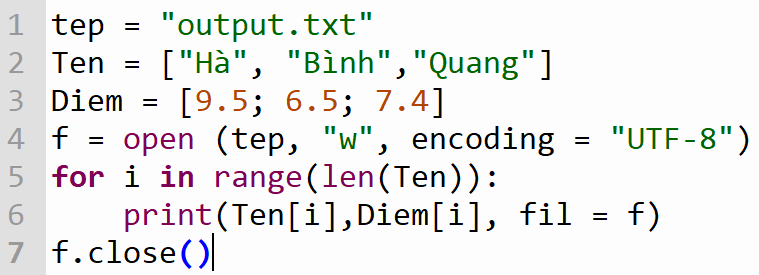 1 tep = "output.txt"
2 Ten = ["Hà", "Bình","Quang"]
3 Diem = [9.5; 6.5; 7.4]
4 f = open (tep, "w", encoding = "UTF-8")
5 for i in range(len(Ten)):
6     print(Ten[i],Diem[i], fil = f)
7 f.close()